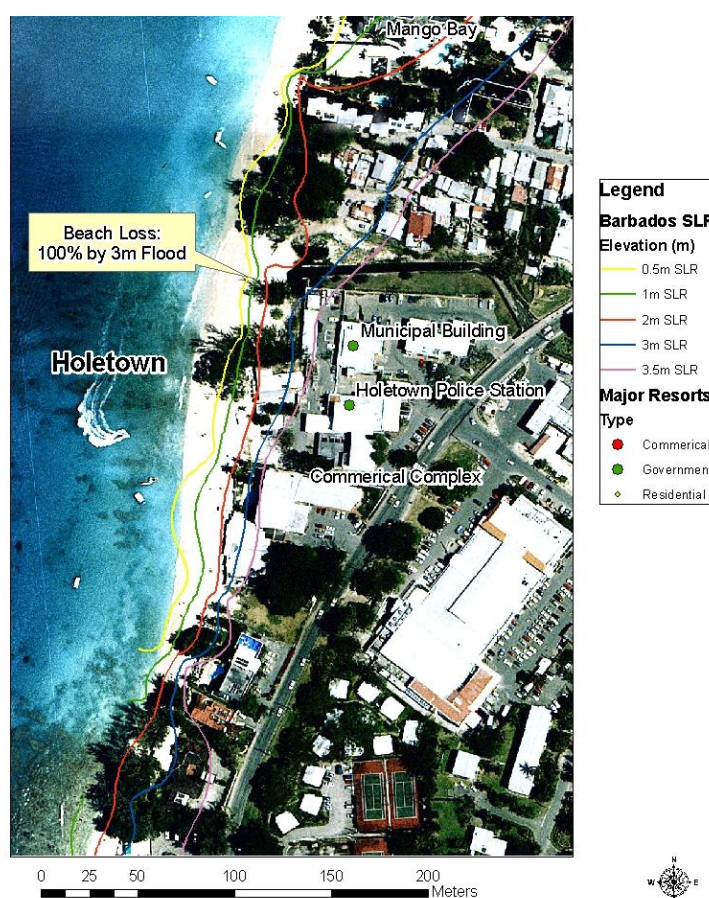 Mango Bay
Beach Loss:
100% by 3m Flood
Municipal Building
Holetown
Holetown Police Station
Commerical Complex
Legend
Barbados SLR
Elevation (m)
0.5m SLR
1m SLR
2m SLR
3m SLR
3.5m SLR
Major Resorts
Type
Commerical
Government
Residential
0 25 50 100 150 200
Meters
N
W E
S